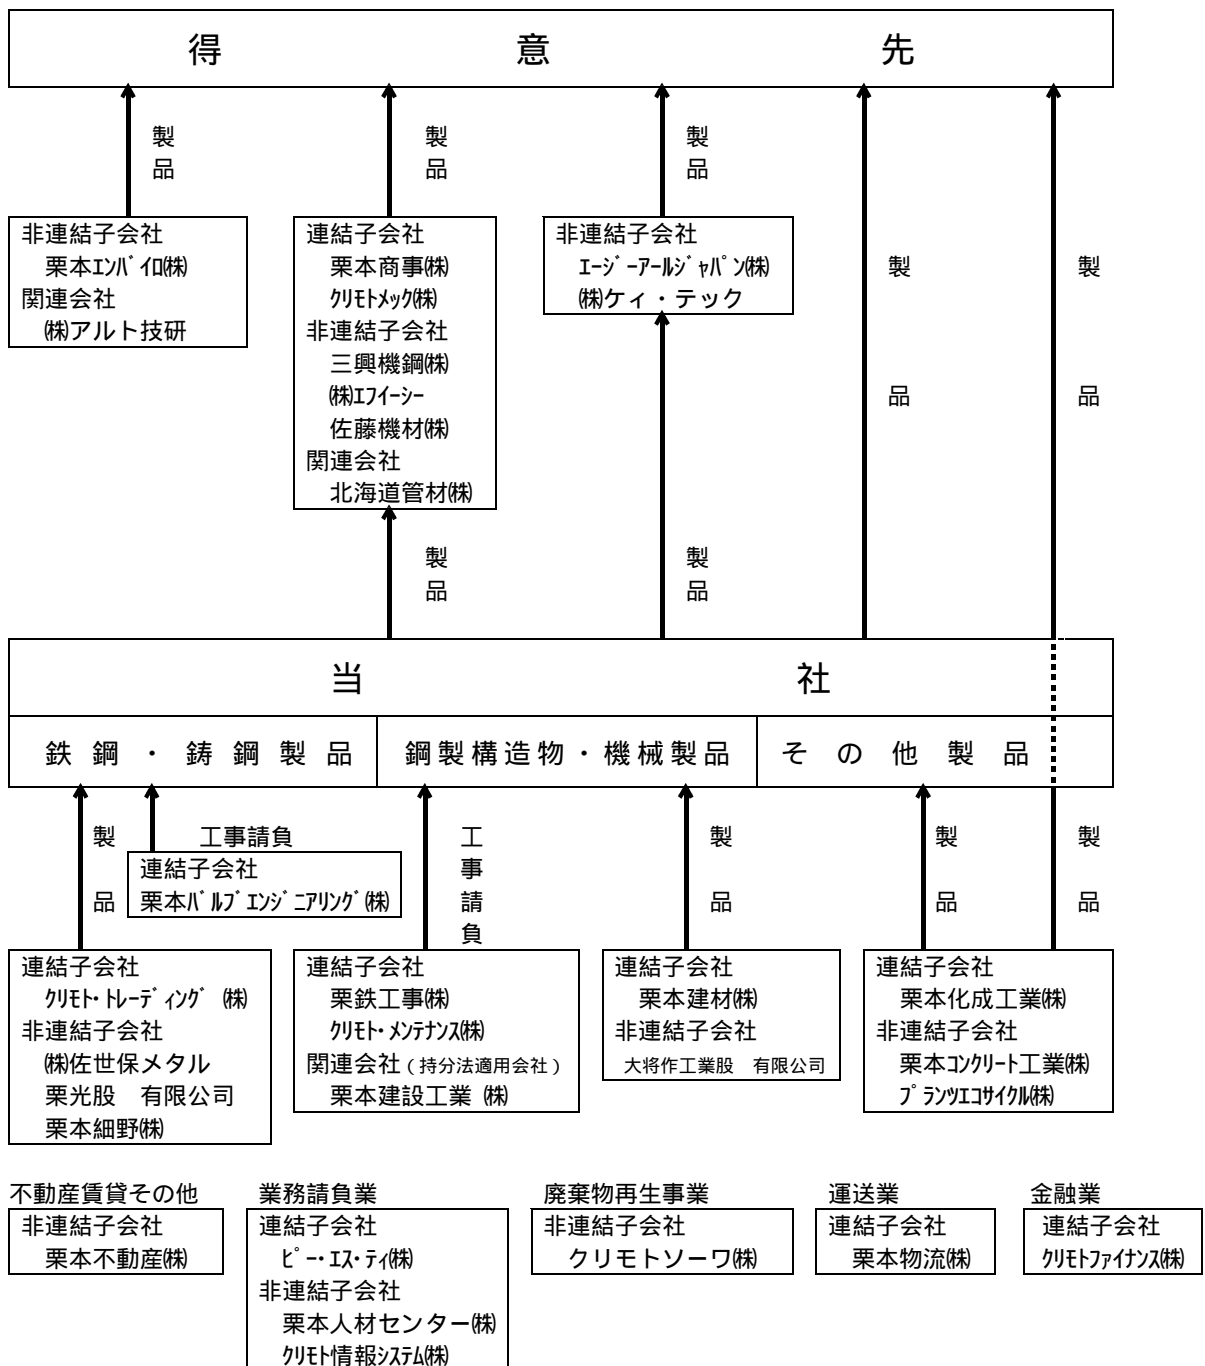 得意先
製品
製品
製品
製品
製品
非連結子会社
栗本ｴﾝﾊﾞｲﾛ㈱
関連会社
㈱アルト技研
連結子会社
栗本商事㈱
ｸﾘﾓﾄﾒｯｸ㈱
非連結子会社
三興機鋼㈱
㈱ｴﾌｲｰｼｰ
佐藤機材㈱
関連会社
北海道管材㈱
非連結子会社
ｴｰｼﾞｰｱｰﾙｼﾞｬﾊﾟﾝ㈱
㈱ケィ・テック
製品
製品
当社
鉄鋼・鋳鋼製品
鋼製構造物・機械製品
その他製品
製品
工事請負
連結子会社
栗本ﾊﾞﾙﾌﾞｴﾝｼﾞﾆｱﾘﾝｸﾞ㈱
工事請負
製品
製品
製品
連結子会社
ｸﾘﾓﾄ･ﾄﾚｰﾃﾞｨﾝｸﾞ ㈱
非連結子会社
㈱佐世保メタル
栗光股　有限公司
栗本細野㈱
連結子会社
栗鉄工事㈱
ｸﾘﾓﾄ･ﾒﾝﾃﾅﾝｽ㈱
関連会社（持分法適用会社）
栗本建設工業 ㈱
連結子会社
栗本建材㈱
非連結子会社
大将作工業股　有限公司
連結子会社
栗本化成工業㈱
非連結子会社
栗本ｺﾝｸﾘｰﾄ工業㈱
ﾌﾟﾗﾝﾂｴｺｻｲｸﾙ㈱
不動産賃貸その他
非連結子会社
栗本不動産㈱
業務請負業
連結子会社
ﾋﾟｰ･ｴｽ･ﾃｨ㈱
非連結子会社
栗本人材センター㈱
ｸﾘﾓﾄ情報ｼｽﾃﾑ㈱
廃棄物再生事業
非連結子会社
クリモトソーワ㈱
運送業
連結子会社
栗本物流㈱
金融業
連結子会社
ｸﾘﾓﾄﾌｧｲﾅﾝｽ㈱